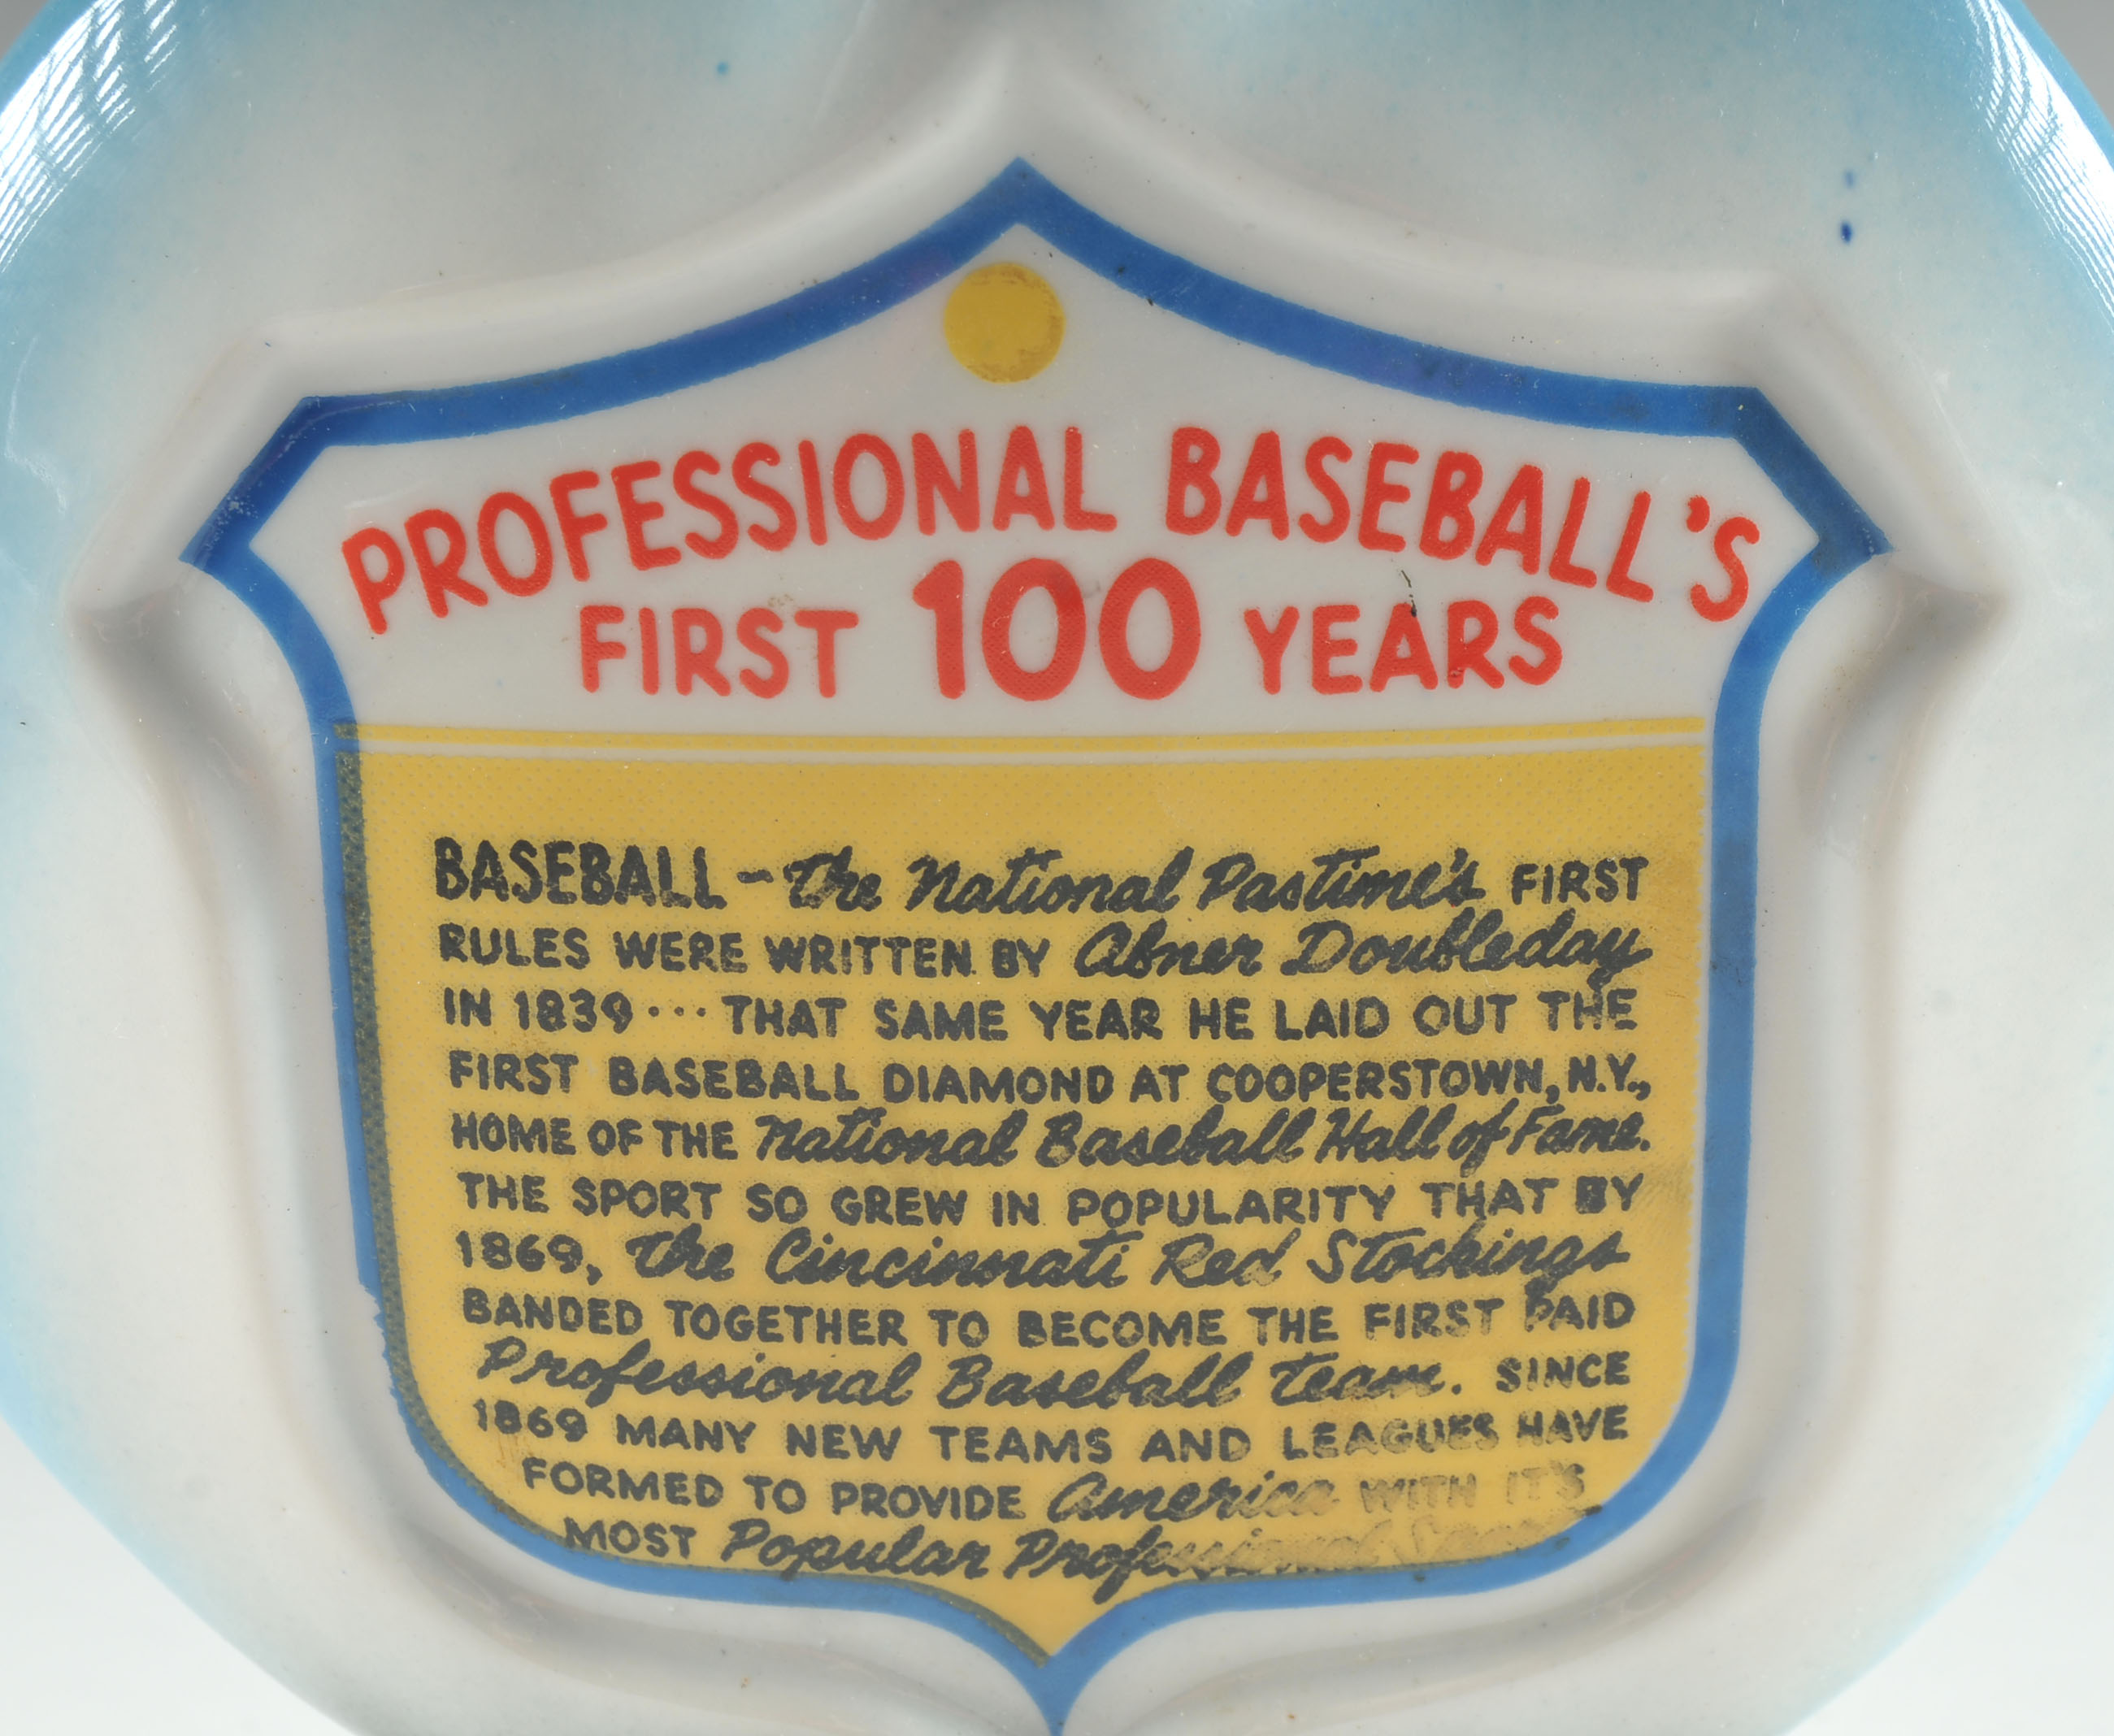 PROFESSIONAL BASEBALL'S
FIRST 100 YEARS
BASEBALL - the National Pastime's FIRST
RULES WERE WRITTEN BY Abner Doubleday
IN 1839... THAT SAME YEAR HE LAID OUT THE
FIRST BASEBALL DIAMOND AT COOPERSTOWN, N.Y.,
HOME OF THE National Baseball Hall of Fame.
THE SPORT SO GREW IN POPULARITY THAT BY
1869, the Cincinnati Red Stockings
BANDED TOGETHER TO BECOME THE FIRST PAID
Professional Baseball team. SINCE
1869 MANY NEW TEAMS AND LEAGUES HAVE
FORMED TO PROVIDE America WITH IT'S
MOST Popular Professional